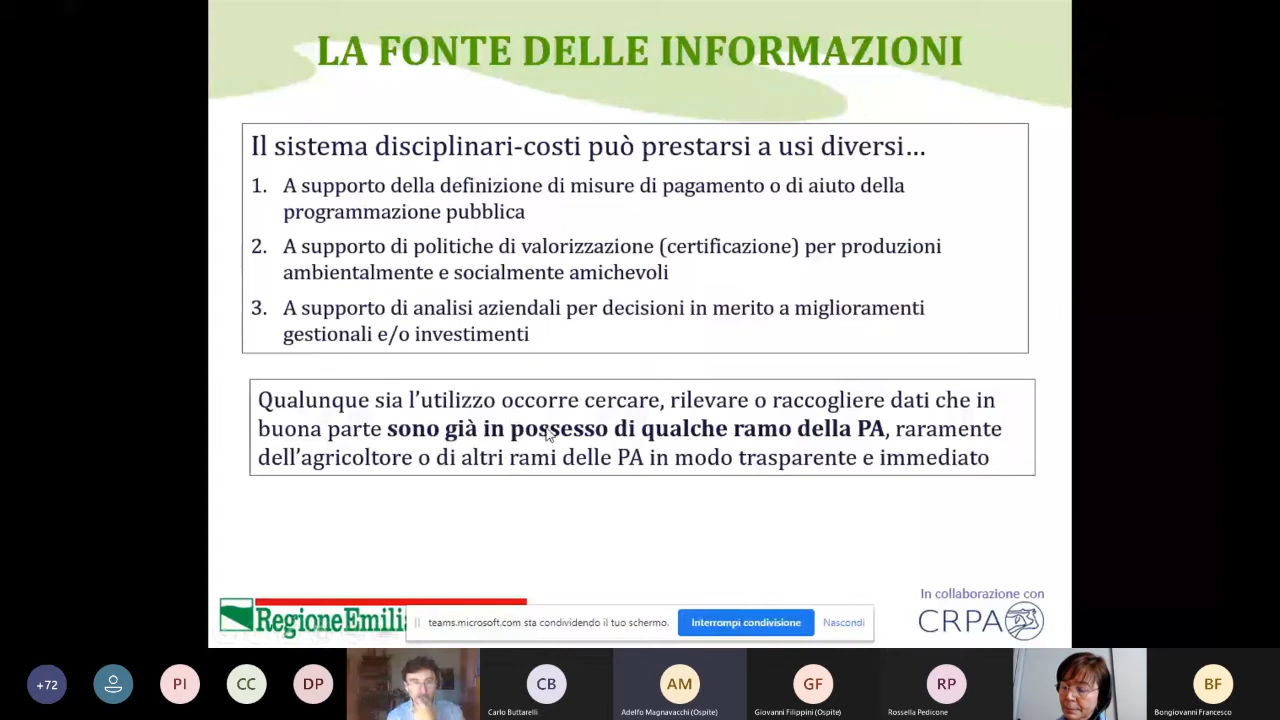 LA FONTE DELLE INFORMAZIONI
Il sistema disciplinari-costi può prestarsi a usi diversi…
1. A supporto della definizione di misure di pagamento o di aiuto della
programmazione pubblica
2. A supporto di politiche di valorizzazione (certificazione) per produzioni
ambientalmente e socialmente amichevoli
3. A supporto di analisi aziendali per decisioni in merito a miglioramenti
gestionali e/o investimenti
Qualunque sia l’utilizzo occorre cercare, rilevare o raccogliere dati che in
buona parte sono già in possesso di qualche ramo della PA, raramente
dell’agricoltore o di altri rami delle PA in modo trasparente e immediato
In collaborazione con
CRPA
RegioneEmili
teams.microsoft.com sta condividendo il tuo schermo.
Interrompi condivisione
Nascondi
+72
PI
CC
DP
CB
AM
GF
RP
BF
Carlo Buttarelli
Adelfo Magnavacchi (Ospite)
Giovanni Filippini (Ospite)
Rossella Pedicone
Bongiovanni Francesco